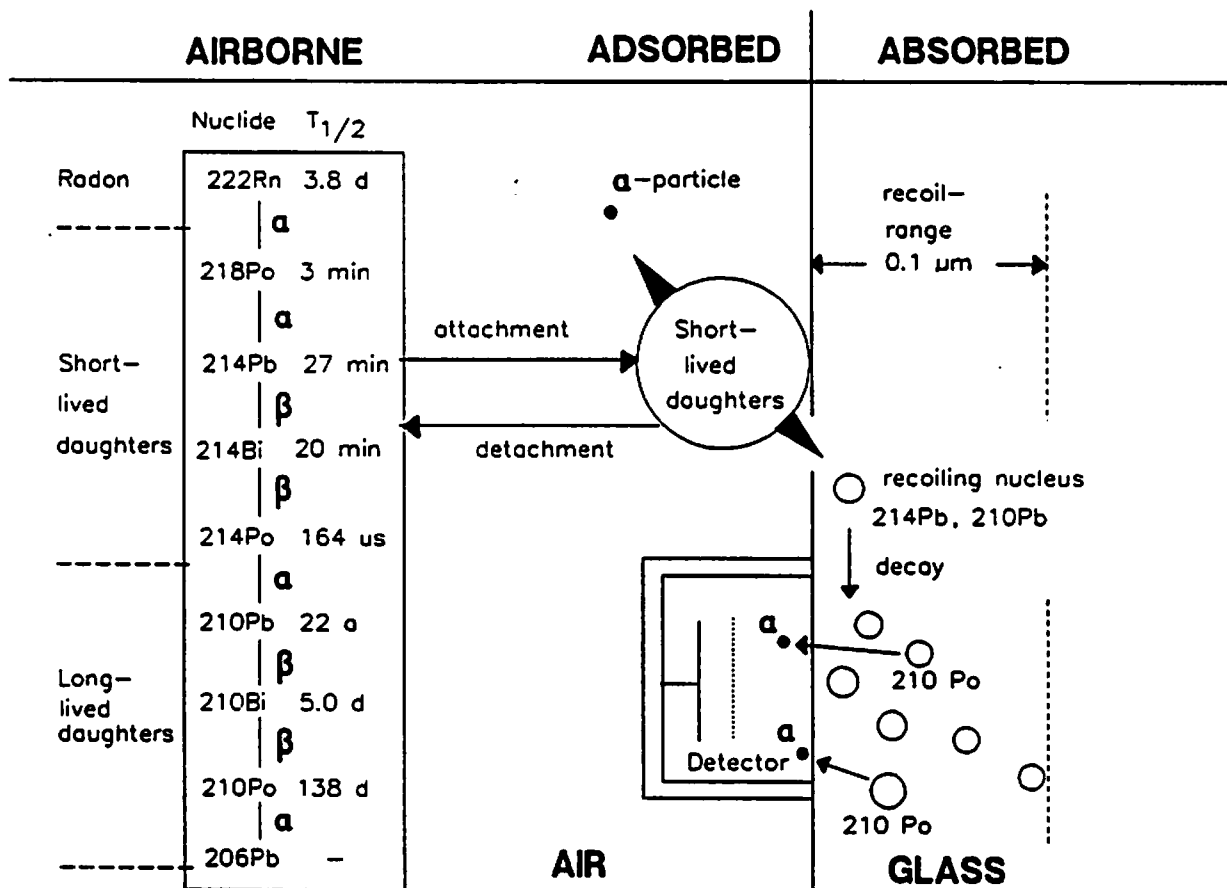 AIRBORNE ADSORBED ABSORBED
Nuclide T1/2
Radon 222Rn 3.8 d
α
218Po 3 min
α
Short-
lived
daughters
214Pb 27 min
β
214Bi 20 min
β
214Po 164 us
α
210Pb 22 a
β
Long-
lived
daughters
210Bi 5.0 d
β
210Po 138 d
α
206Pb -
attachment
detachment
α-particle
Short-
lived
daughters
recoil-
range
0.1 µm
recoiling nucleus
214Pb, 210Pb
decay
α
210 Po
α
Detector
210 Po
AIR GLASS